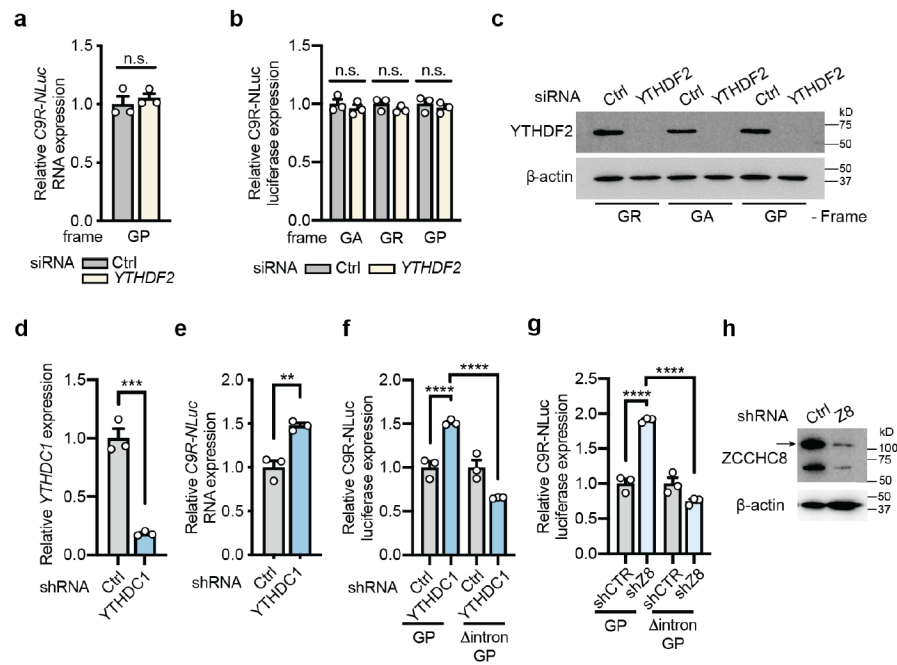 a
1.5
1.0
0.5
0.0
Relative C9R-NLuc
RNA expression
n.s.
frame GP
siRNA Ctrl
YTHDF2
b
1.5
1.0
0.5
0.0
Relative C9R-NLuc
luciferase expression
n.s. n.s. n.s.
frame GA GR GP
siRNA Ctrl YTHDF2
c
siRNA Ctrl YTHDF2 Ctrl YTHDF2 Ctrl YTHDF2
kD
YTHDF2
75
50
β-actin
50
37
GR GA GP - Frame
d
Relative YTHDC1 expression
1.5
1.0
0.5
0.0
***
shRNA Ctrl YTHDC1
e
Relative C9R-NLuc
RNA expression
2.0
1.5
1.0
0.5
0.0
**
shRNA Ctrl YTHDC1
f
Relative C9R-NLuc
luciferase expression
2.0
1.5
1.0
0.5
0.0
**** ****
shRNA Ctrl YTHDC1 Ctrl YTHDC1
GP Δintron
GP
g
Relative C9R-NLuc
luciferase expression
2.5
2.0
1.5
1.0
0.5
0.0
**** ****
shCTR shZ8 shCTR shZ8
GP Δintron
GP
h
shRNA Ctrl Z8
kD
ZCCHC8
100
75
50
β-actin
50
37